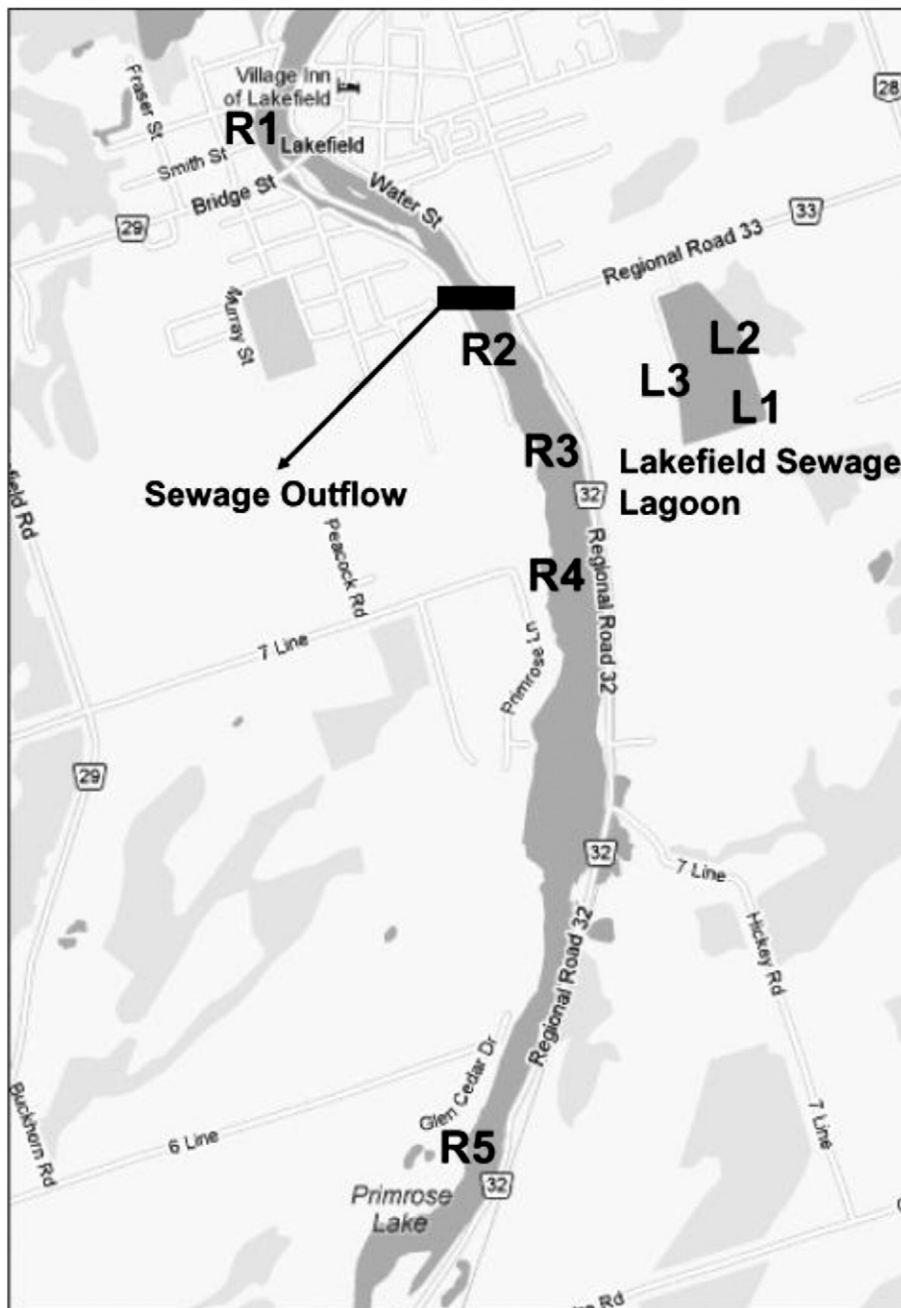 Village Inn
of Lakefield
28
Fraser St
R1
Lakefield
Smith St
Bridge St
Water St
29
33
Regional Road 33
Murray St
R2
L2
L3
L1
R3
Lakefield Sewage
Lagoon
Sewage Outflow
32
field Rd
Peacock Rd
R4
Regional Road 32
7 Line
Primrose Ln
29
32
7 Line
Hickey Rd
Regional Road 32
Glen Cedar Dr
Buckhorn Rd
6 Line
7 Line
R5
32
Primrose
Lake
Rd